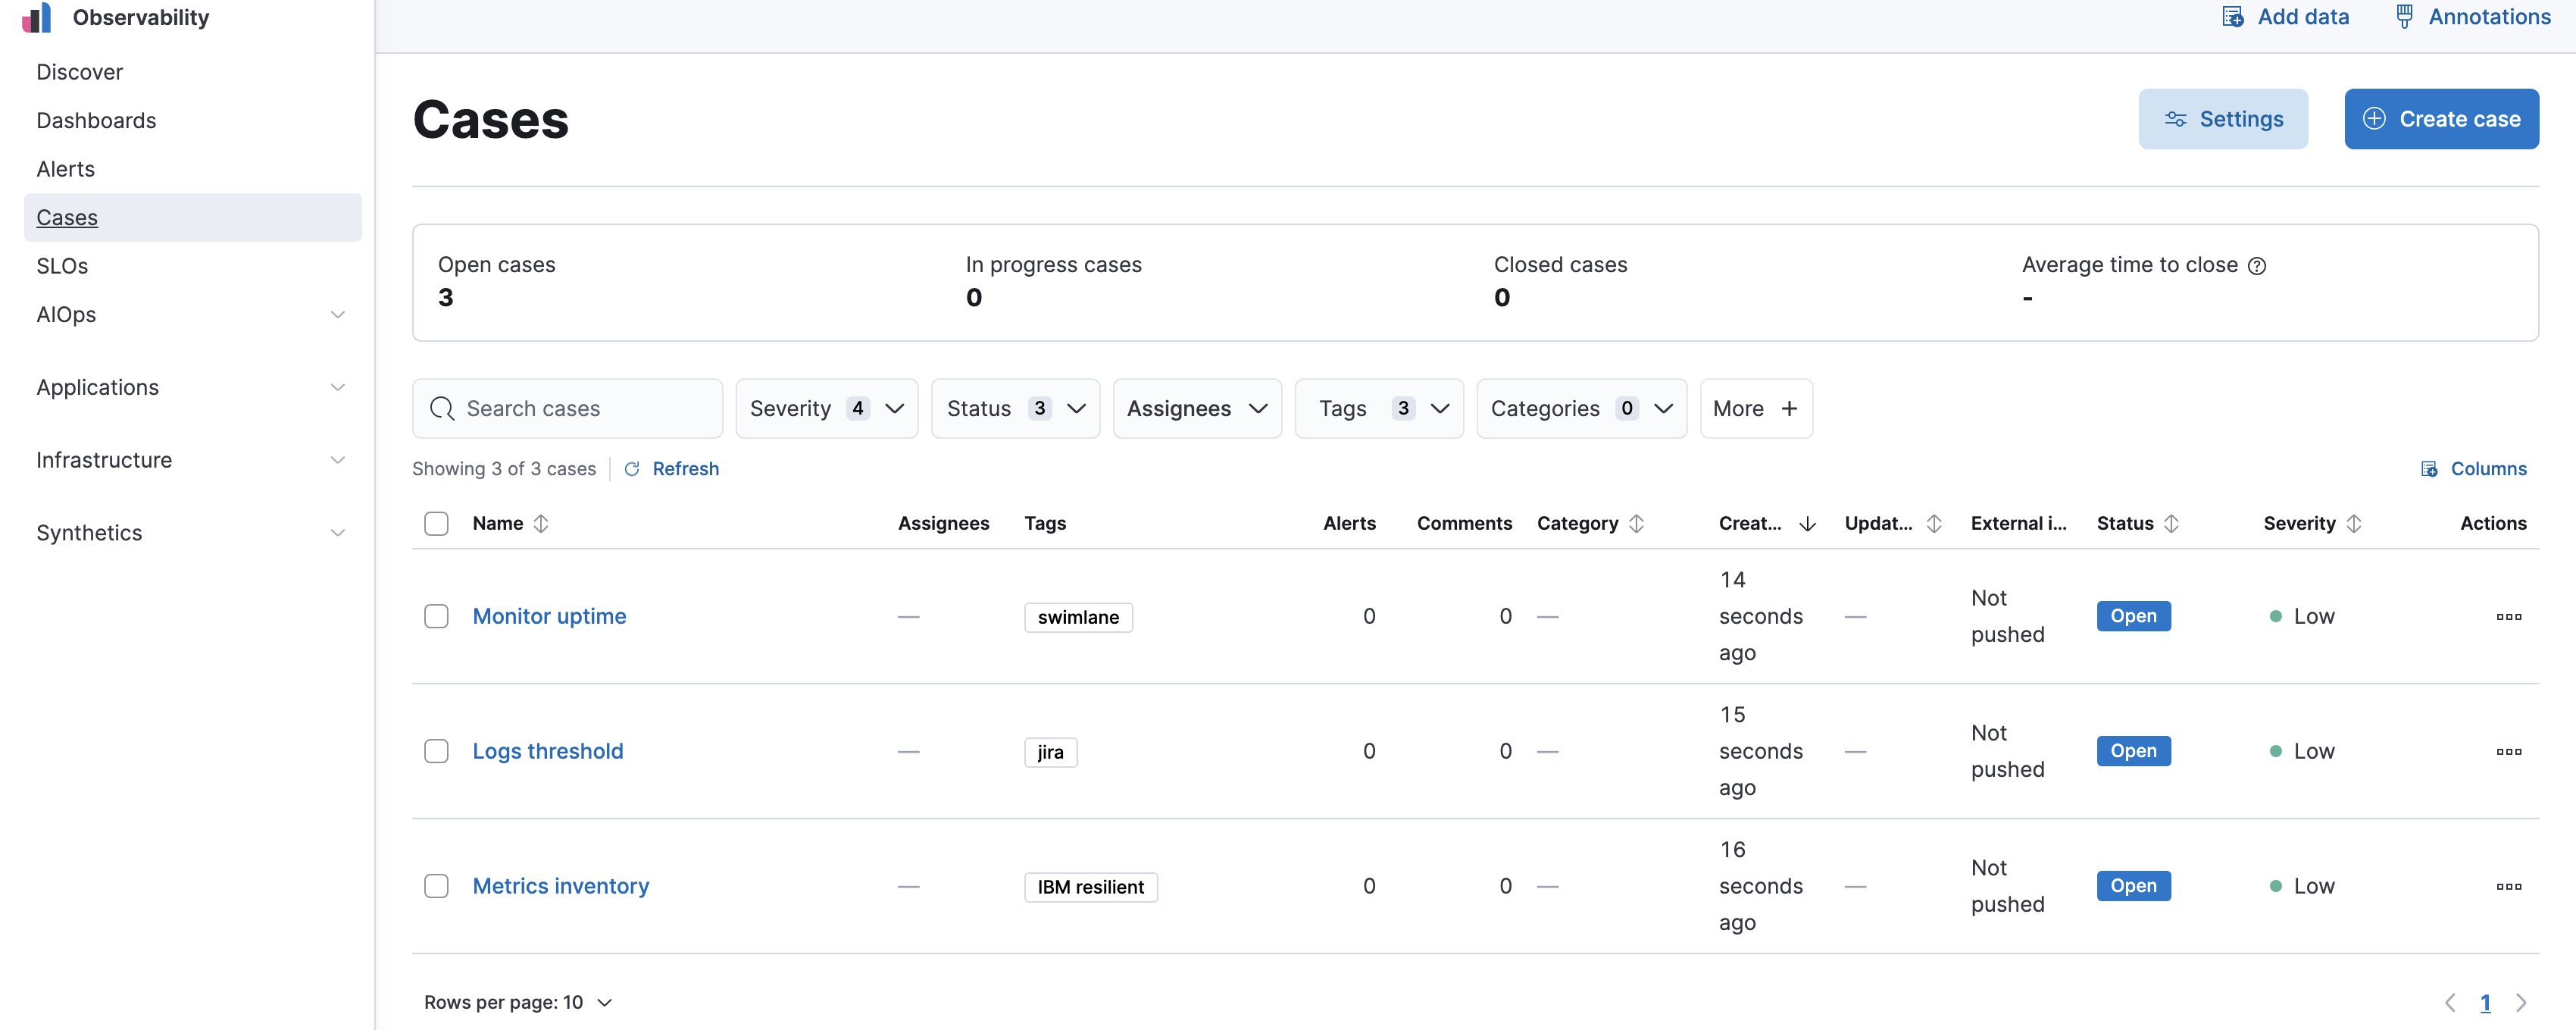 Observability
Add data
Annotations
Discover
Dashboards
Alerts
Cases
SLOs
AIOps
Applications
Infrastructure
Synthetics
Cases
Settings
Create case
Open cases
3
In progress cases
0
Closed cases
0
Average time to close
-
Search cases
Severity 4
Status 3
Assignees
Tags 3
Categories 0
More
Showing 3 of 3 cases
Refresh
Columns
Name Assignees Tags Alerts Comments Category Creat... Updat... External i... Status Severity Actions
Monitor uptime — swimlane 0 0 — 14 seconds ago — Not pushed Open Low
Logs threshold — jira 0 0 — 15 seconds ago — Not pushed Open Low
Metrics inventory — IBM resilient 0 0 — 16 seconds ago — Not pushed Open Low
Rows per page: 10
1